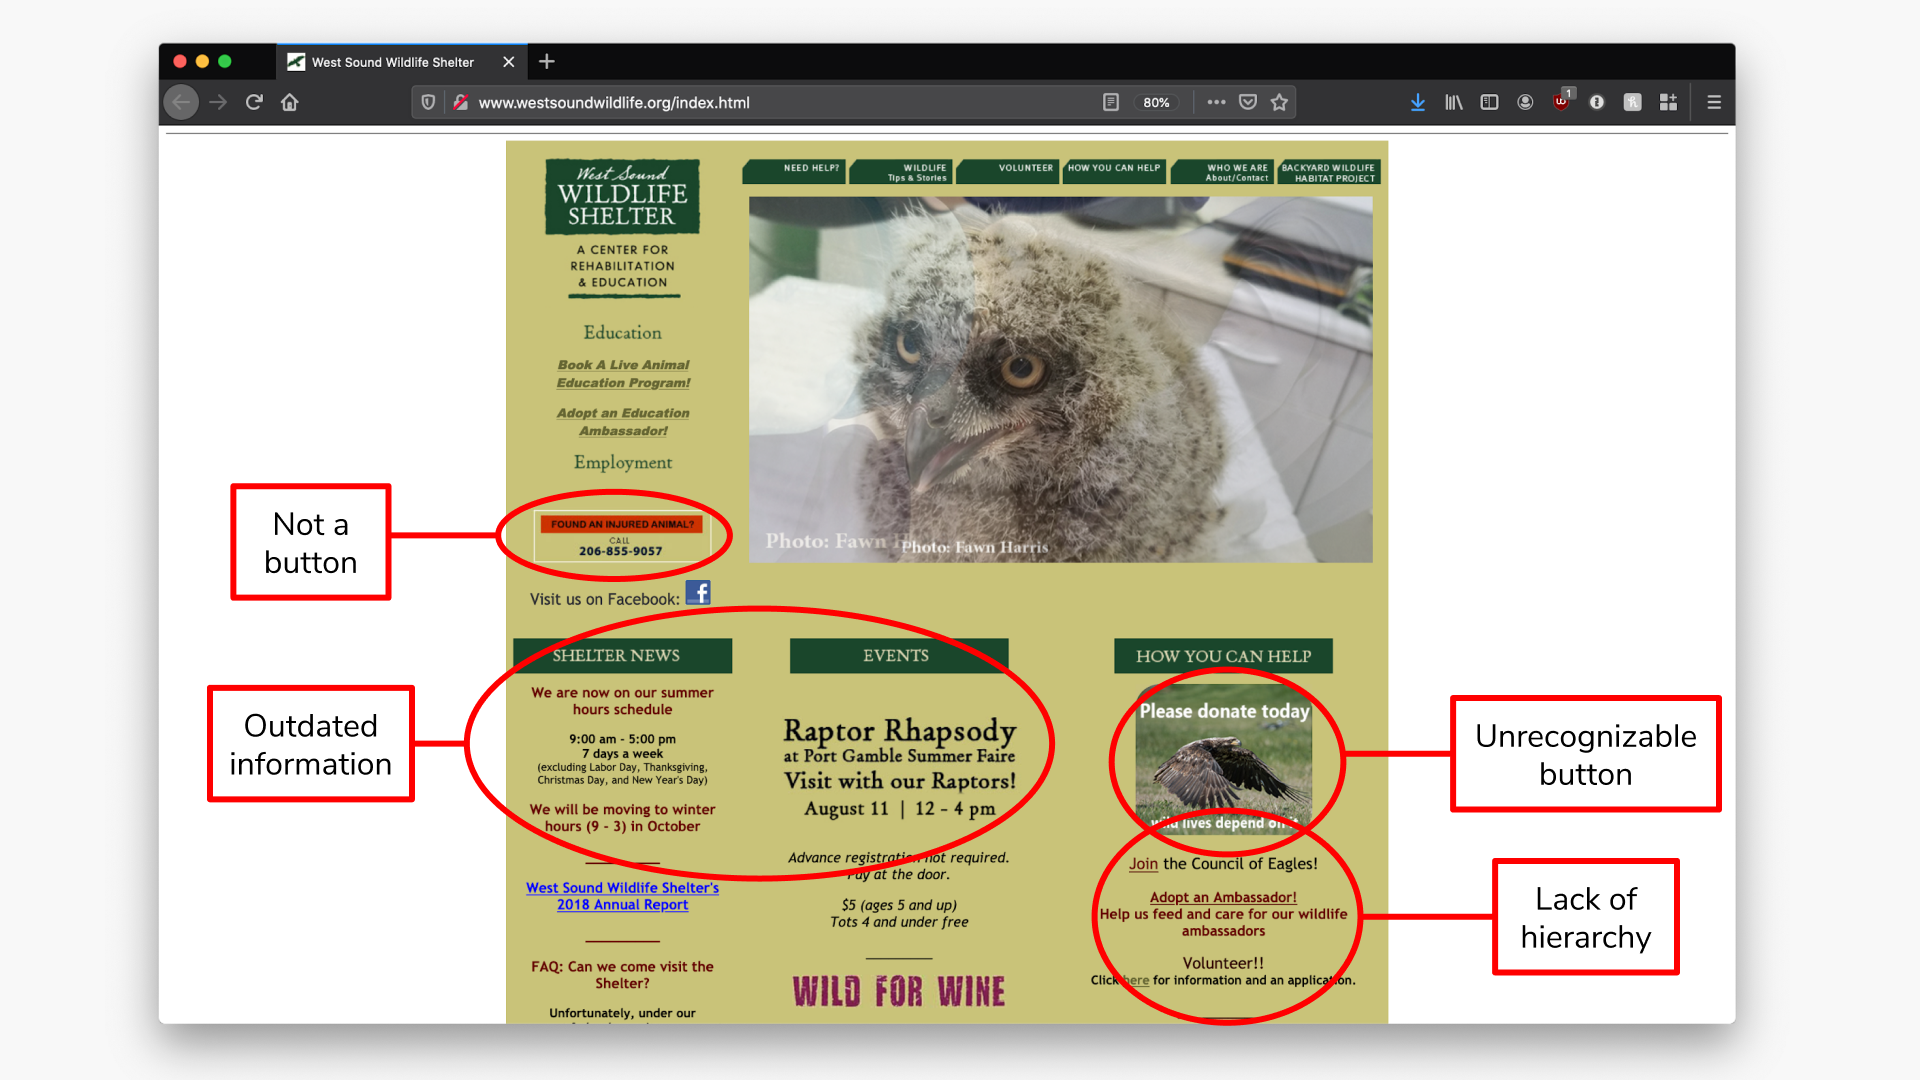 West Sound Wildlife Shelter
www.westsoundwildlife.org/index.html
80%
1
West Sound
WILDLIFE
SHELTER
A CENTER FOR
REHABILITATION
& EDUCATION
NEED HELP?
WILDLIFE
Tips & Stories
VOLUNTEER
HOW YOU CAN HELP
WHO WE ARE
About/Contact
BACKYARD WILDLIFE
HABITAT PROJECT
Education
Book A Live Animal
Education Program!
Adopt an Education
Ambassador!
Employment
FOUND AN INJURED ANIMAL?
CALL
206-855-9057
Not a
button
Photo: Fawn H
Photo: Fawn Harris
Visit us on Facebook:
SHELTER NEWS
We are now on our summer
hours schedule
9:00 am - 5:00 pm
7 days a week
(excluding Labor Day, Thanksgiving,
Christmas Day, and New Year's Day)
We will be moving to winter
hours (9 - 3) in October
West Sound Wildlife Shelter's
2018 Annual Report
FAQ: Can we come visit the
Shelter?
Unfortunately, under our
Outdated
information
EVENTS
Raptor Rhapsody
at Port Gamble Summer Faire
Visit with our Raptors!
August 11 | 12 - 4 pm
Advance registration not required.
Pay at the door.
$5 (ages 5 and up)
Tots 4 and under free
WILD FOR WINE
HOW YOU CAN HELP
Please donate today
wild lives depend on it
Join the Council of Eagles!
Adopt an Ambassador!
Help us feed and care for our wildlife
ambassadors
Volunteer!!
Click here for information and an application.
Unrecognizable
button
Lack of
hierarchy